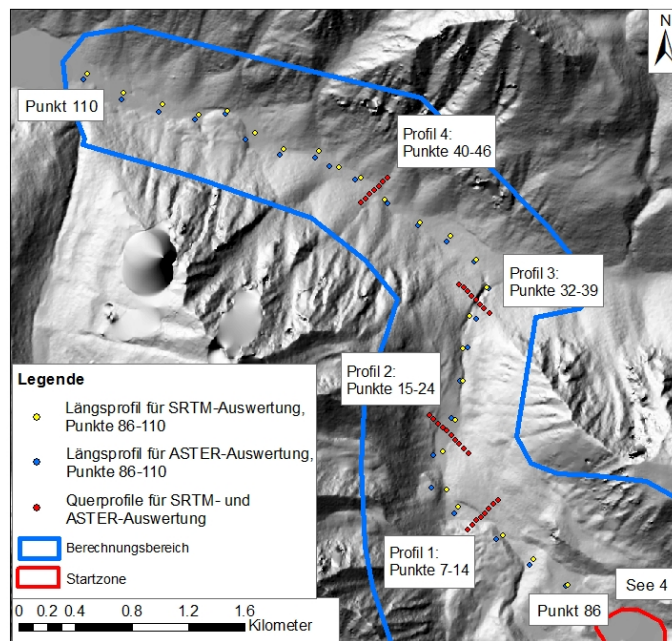 N
Punkt 110
Profil 4:
Punkte 40-46
Profil 3:
Punkte 32-39
Profil 2:
Punkte 15-24
Profil 1:
Punkte 7-14
Punkt 86
See 4
Legende
Längsprofil für SRTM-Auswertung,
Punkte 86-110
Längsprofil für ASTER-Auswertung,
Punkte 86-110
Querprofile für SRTM- und
ASTER-Auswertung
Berechnungsbereich
Startzone
0 0.2 0.4 0.8 1.2 1.6
Kilometer